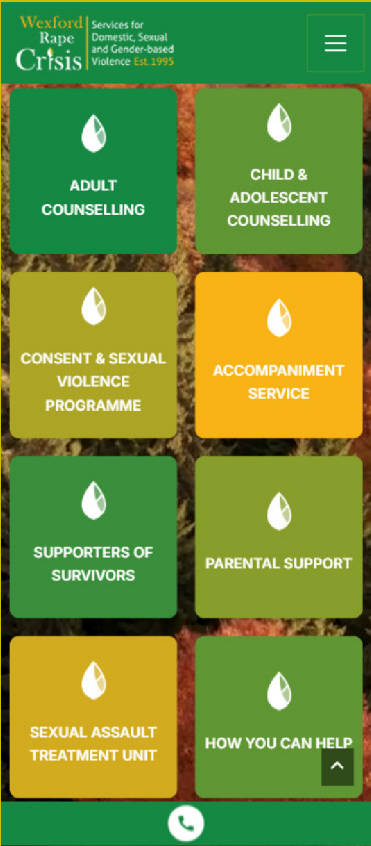 Wexford
Rape
Crisis
Services for
Domestic, Sexual
and Gender-based
Violence Est.1995
ADULT
COUNSELLING
CHILD &
ADOLESCENT
COUNSELLING
CONSENT & SEXUAL
VIOLENCE
PROGRAMME
ACCOMPANIMENT
SERVICE
SUPPORTERS OF
SURVIVORS
PARENTAL SUPPORT
SEXUAL ASSAULT
TREATMENT UNIT
HOW YOU CAN HELP